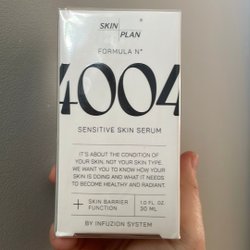 SKIN
PLAN
FORMULA Nº
4004
SENSITIVE SKIN SERUM
IT'S ABOUT THE CONDITION OF
YOUR SKIN, NOT YOUR SKIN TYPE.
WE WANT YOU TO KNOW HOW YOUR
SKIN IS DOING AND WHAT IT NEEDS
TO BECOME HEALTHY AND RADIANT.
+ SKIN BARRIER
FUNCTION
1.0 FL. OZ.
30 ML
BY INFUZION SYSTEM